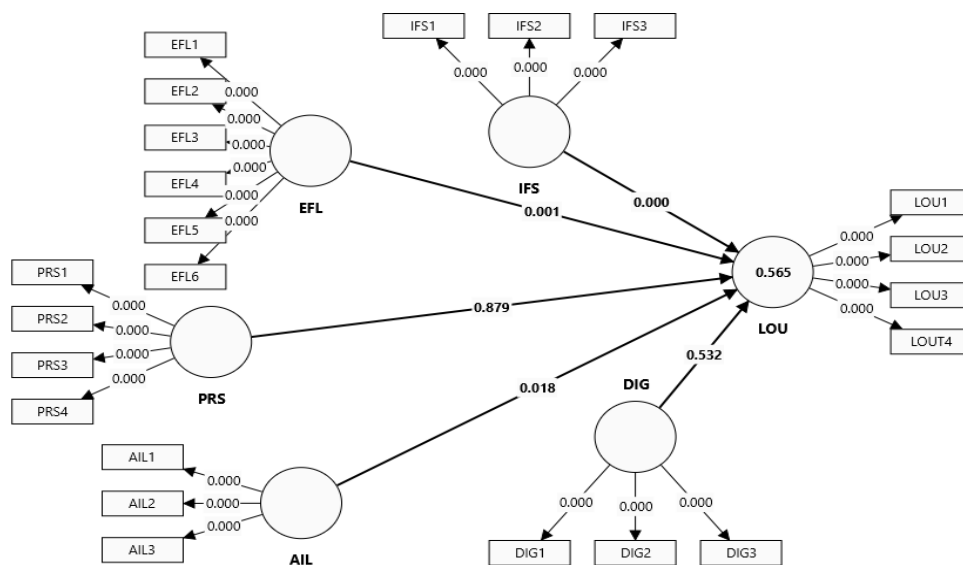 IFS1
IFS2
IFS3
0.000
0.000
0.000
IFS
EFL1
EFL2
EFL3
EFL4
EFL5
EFL6
0.000
0.000
0.000
0.000
0.000
0.000
EFL
0.001
0.000
LOU1
LOU2
LOU3
LOUT4
0.000
0.000
0.000
0.000
0.565
LOU
PRS1
PRS2
PRS3
PRS4
0.000
0.000
0.000
0.000
PRS
0.879
0.018
0.532
DIG
AIL1
AIL2
AIL3
0.000
0.000
0.000
AIL
0.000
0.000
0.000
DIG1
DIG2
DIG3